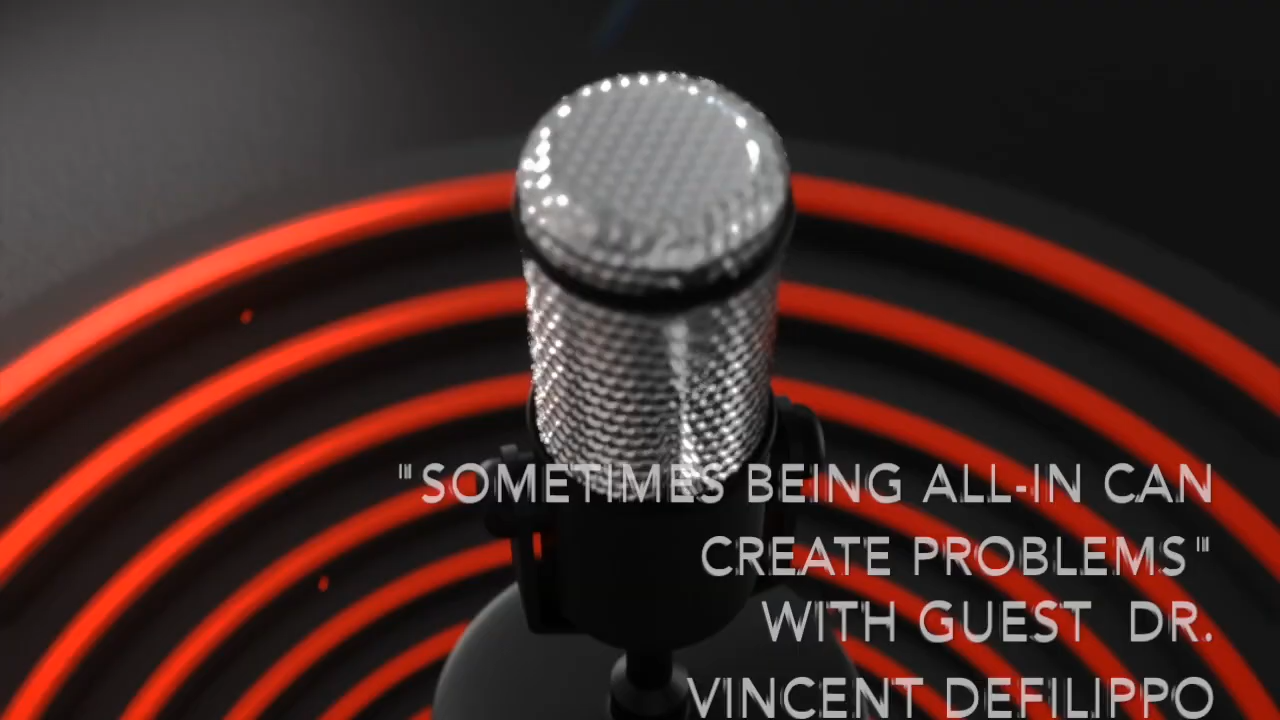 "SOMETIMES BEING ALL-IN CAN
CREATE PROBLEMS"
WITH GUEST DR.
VINCENT DEFILIPPO